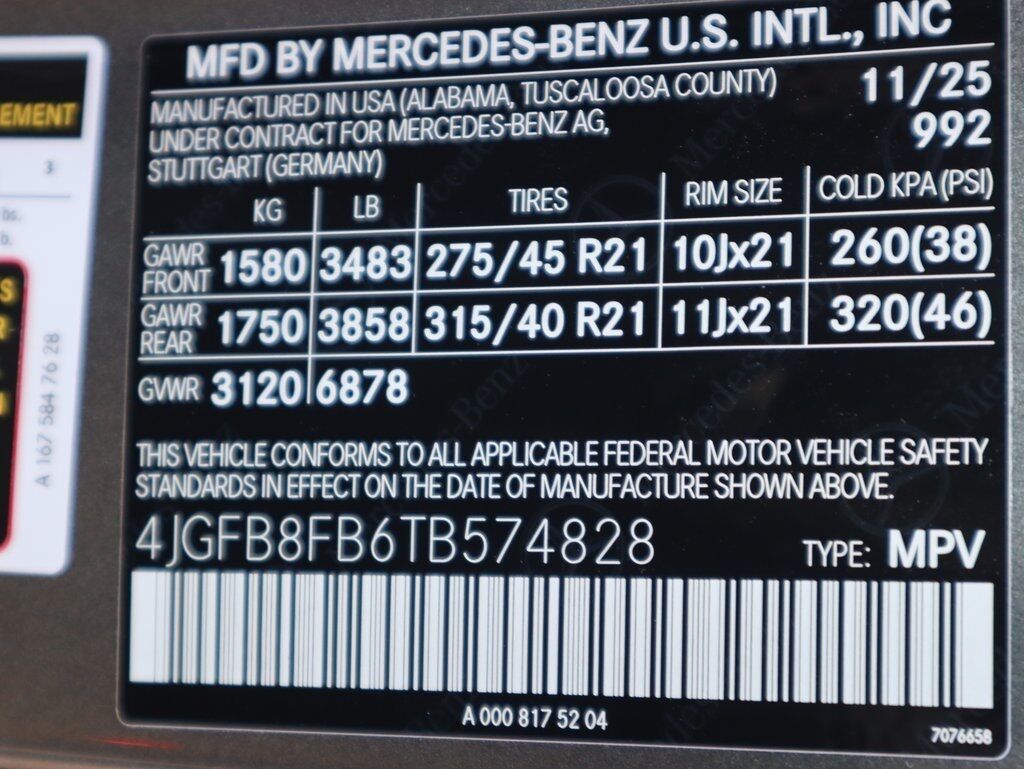 MFD BY MERCEDES-BENZ U.S. INTL., INC
MANUFACTURED IN USA (ALABAMA, TUSCALOOSA COUNTY) 11/25
UNDER CONTRACT FOR MERCEDES-BENZ AG, 992
STUTTGART (GERMANY)
KG LB TIRES RIM SIZE COLD KPA (PSI)
GAWR FRONT 1580 3483 275/45 R21 10Jx21 260(38)
GAWR REAR 1750 3858 315/40 R21 11Jx21 320(46)
GVWR 3120 6878
THIS VEHICLE CONFORMS TO ALL APPLICABLE FEDERAL MOTOR VEHICLE SAFETY
STANDARDS IN EFFECT ON THE DATE OF MANUFACTURE SHOWN ABOVE.
4JGFB8FB6TB574828 TYPE: MPV
A 000 817 52 04
7076658
EMENT
3
lbs.
b.
S
R-
A 167 584 76 28